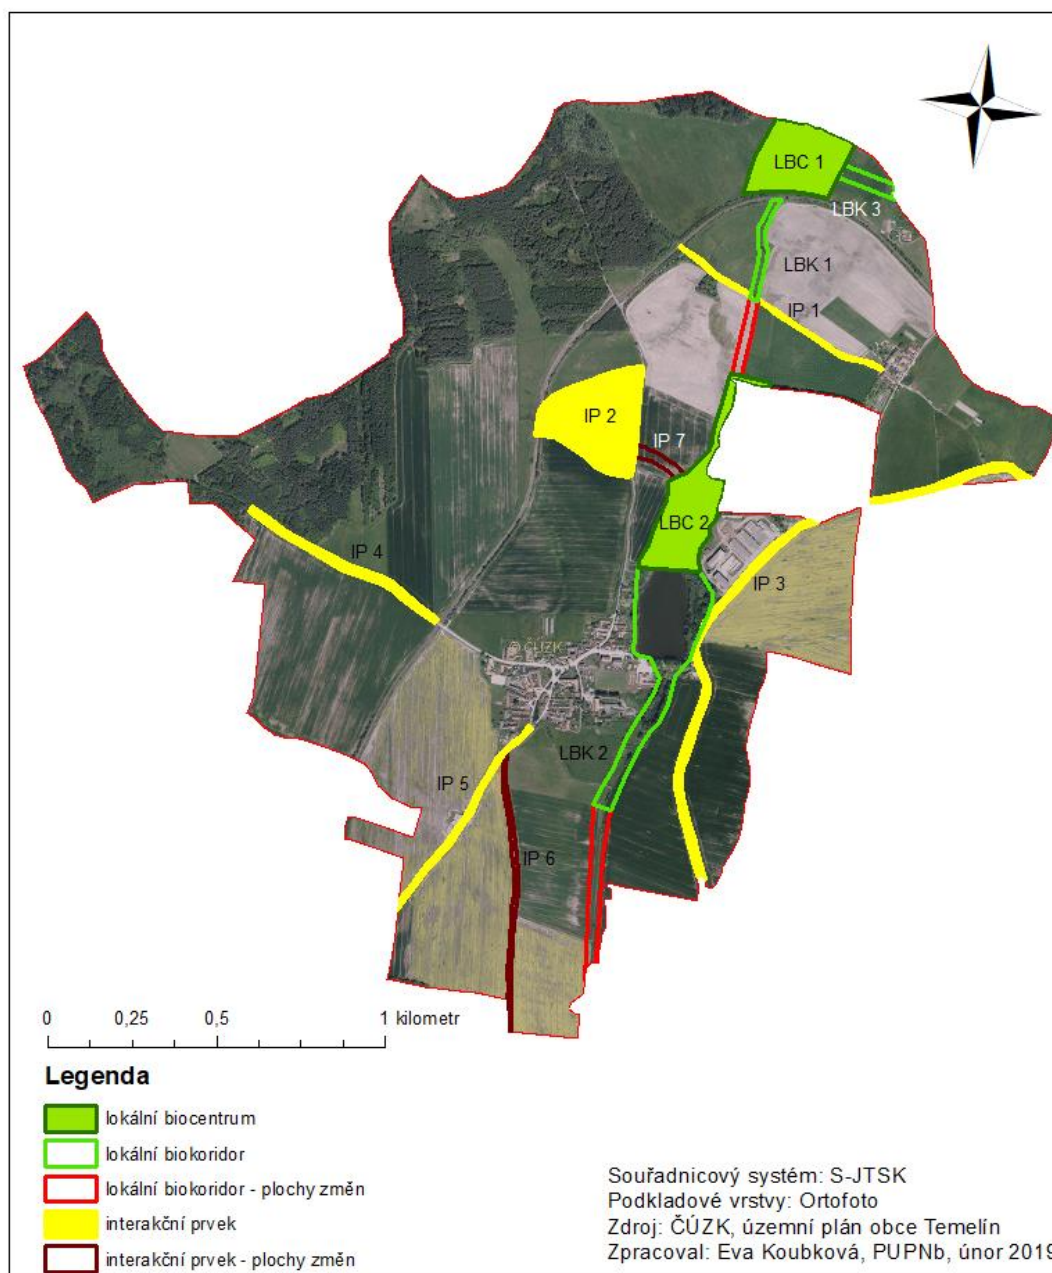 LBC 1
LBK 3
LBK 1
IP 1
IP 2
IP 7
LBC 2
IP 4
IP 3
© ČÚZK
LBK 2
IP 5
IP 6
0 0,25 0,5 1 kilometr
Legenda
lokální biocentrum
lokální biokoridor
lokální biokoridor - plochy změn
interakční prvek
interakční prvek - plochy změn
Souřadnicový systém: S-JTSK
Podkladové vrstvy: Ortofoto
Zdroj: ČÚZK, územní plán obce Temelín
Zpracoval: Eva Koubková, PUPNb, únor 2019